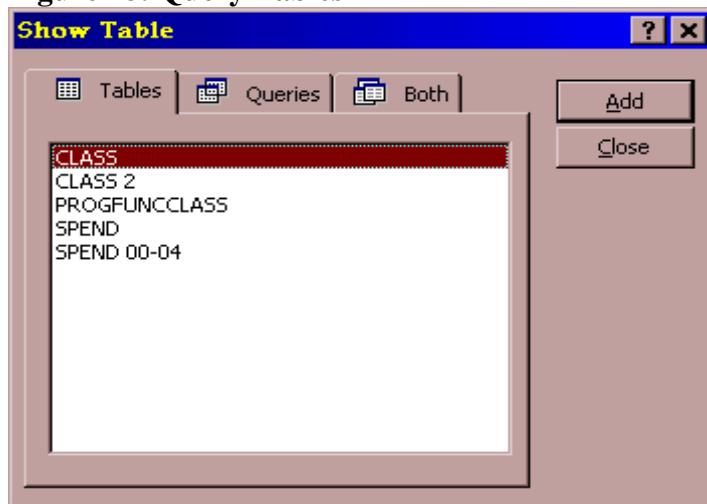 Show Table
Tables Queries Both
Add
Close
CLASS
CLASS 2
PROGFUNCCLASS
SPEND
SPEND 00-04